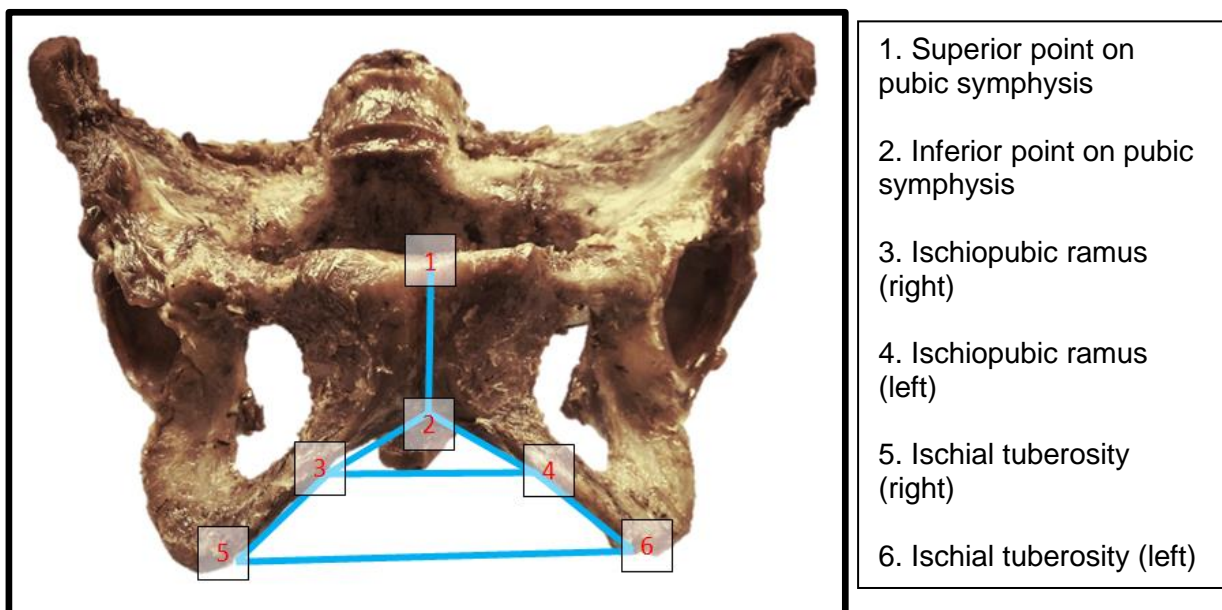 1
2
3
4
5
6
1. Superior point on
pubic symphysis
2. Inferior point on pubic
symphysis
3. Ischiopubic ramus
(right)
4. Ischiopubic ramus
(left)
5. Ischial tuberosity
(right)
6. Ischial tuberosity (left)